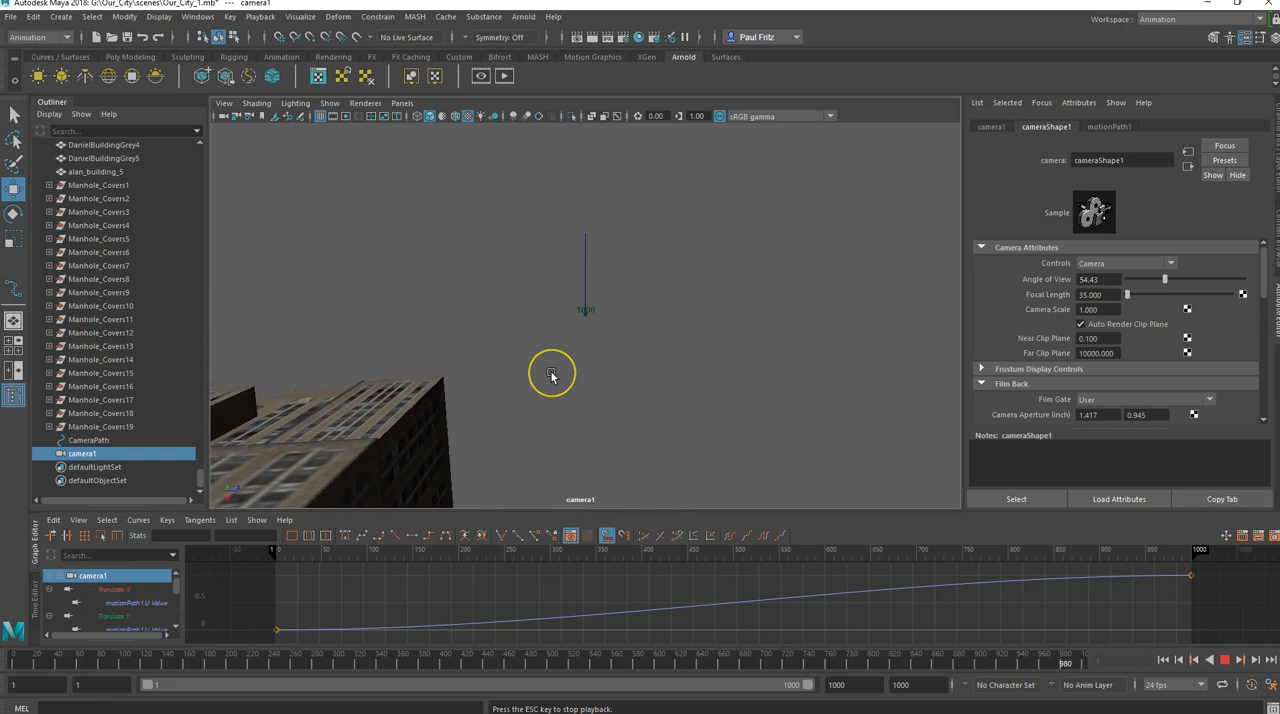 Autodesk Maya 2018: G:\Our_City\scenes\Our_City_1.mb* --- camera1
File Edit Create Select Modify Display Windows Key Playback Visualize Deform Constrain MASH Cache Substance Arnold Help
Workspace : Animation
Animation No Live Surface Symmetry: Off Paul Fritz
Curves / Surfaces Poly Modeling Sculpting Rigging Animation Rendering FX FX Caching Custom Bifrost MASH Motion Graphics XGen Arnold Surfaces
Outliner
Display Show Help
Search...
DanielBuildingGrey4
DanielBuildingGrey5
alan_building_5
Manhole_Covers1
Manhole_Covers2
Manhole_Covers3
Manhole_Covers4
Manhole_Covers5
Manhole_Covers6
Manhole_Covers7
Manhole_Covers8
Manhole_Covers9
Manhole_Covers10
Manhole_Covers11
Manhole_Covers12
Manhole_Covers13
Manhole_Covers14
Manhole_Covers15
Manhole_Covers16
Manhole_Covers17
Manhole_Covers18
Manhole_Covers19
CameraPath
camera1
defaultLightSet
defaultObjectSet
View Shading Lighting Show Renderer Panels
0.00 1.00 sRGB gamma
1000
camera1
List Selected Focus Attributes Show Help
camera1 cameraShape1 motionPath1
camera: cameraShape1
Focus
Presets
Show Hide
Sample
Camera Attributes
Controls Camera
Angle of View 54.43
Focal Length 35.000
Camera Scale 1.000
Auto Render Clip Plane
Near Clip Plane 0.100
Far Clip Plane 10000.000
Frustum Display Controls
Film Back
Film Gate User
Camera Aperture (inch) 1.417 0.945
Notes: cameraShape1
Select Load Attributes Copy Tab
Graph Editor
Time Editor
Edit View Select Curves Keys Tangents List Show Help
Stats
Search...
camera1
Translate X
motionPath1.U Value
Translate Y
motionPath1.U Value
-50 1 0 50 100 150 200 250 300 350 400 450 500 550 600 650 700 750 800 850 900 950 1000
0.5
0
0 20 40 60 80 100 120 140 160 180 200 220 240 260 280 300 320 340 360 380 400 420 440 460 480 500 520 540 560 580 600 620 640 660 680 700 720 740 760 780 800 820 840 860 880 900 920 940 960 980
980
1
1 1 1 1000 1000 1000 No Character Set No Anim Layer 24 fps
MEL Press the ESC key to stop playback.